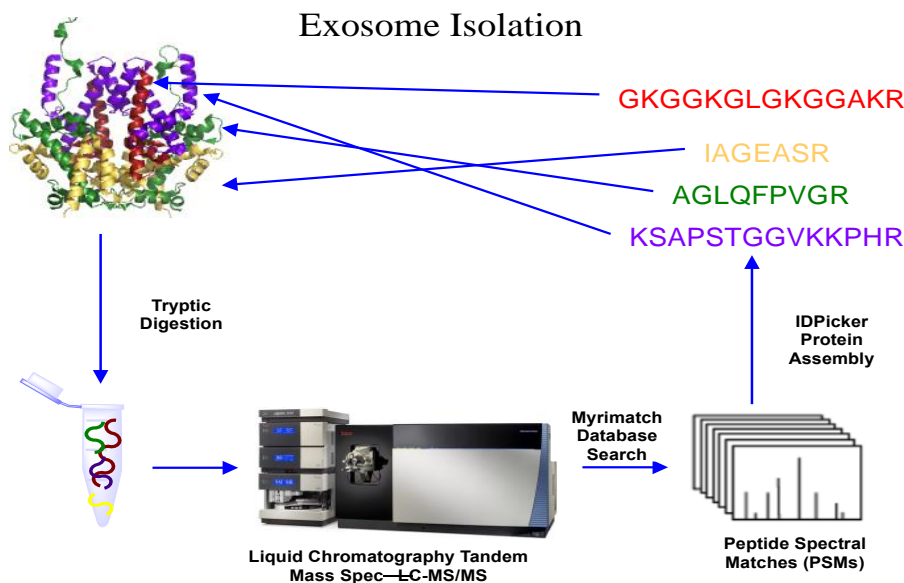 Exosome Isolation
GKGGKGLGKGGAKR
IAGEASR
AGLQFPVGR
KSAPSTGGVKKPHR
Tryptic
Digestion
IDPicker
Protein
Assembly
Myrimatch
Database
Search
Liquid Chromatography Tandem
Mass Spec—LC-MS/MS
Peptide Spectral
Matches (PSMs)